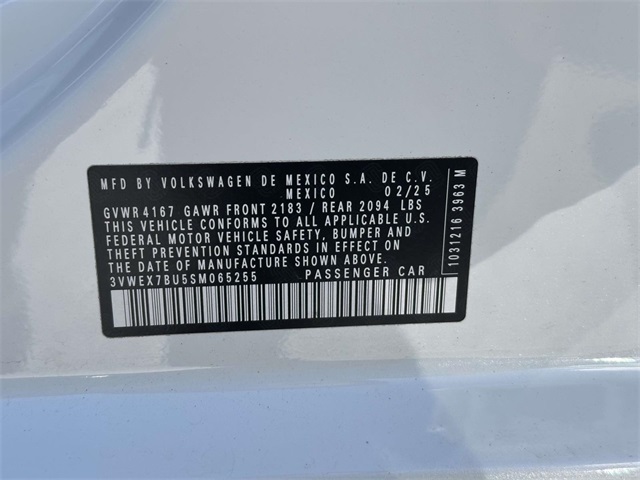 MFD BY VOLKSWAGEN DE MEXICO S.A. DE C.V.
MEXICO 02/25
GVWR 4167 GAWR FRONT 2183 / REAR 2094 LBS
THIS VEHICLE CONFORMS TO ALL APPLICABLE U.S.
FEDERAL MOTOR VEHICLE SAFETY, BUMPER AND
THEFT PREVENTION STANDARDS IN EFFECT ON
THE DATE OF MANUFACTURE SHOWN ABOVE.
3VWEX7BU5SM065255 PASSENGER CAR
1031216 3963 M